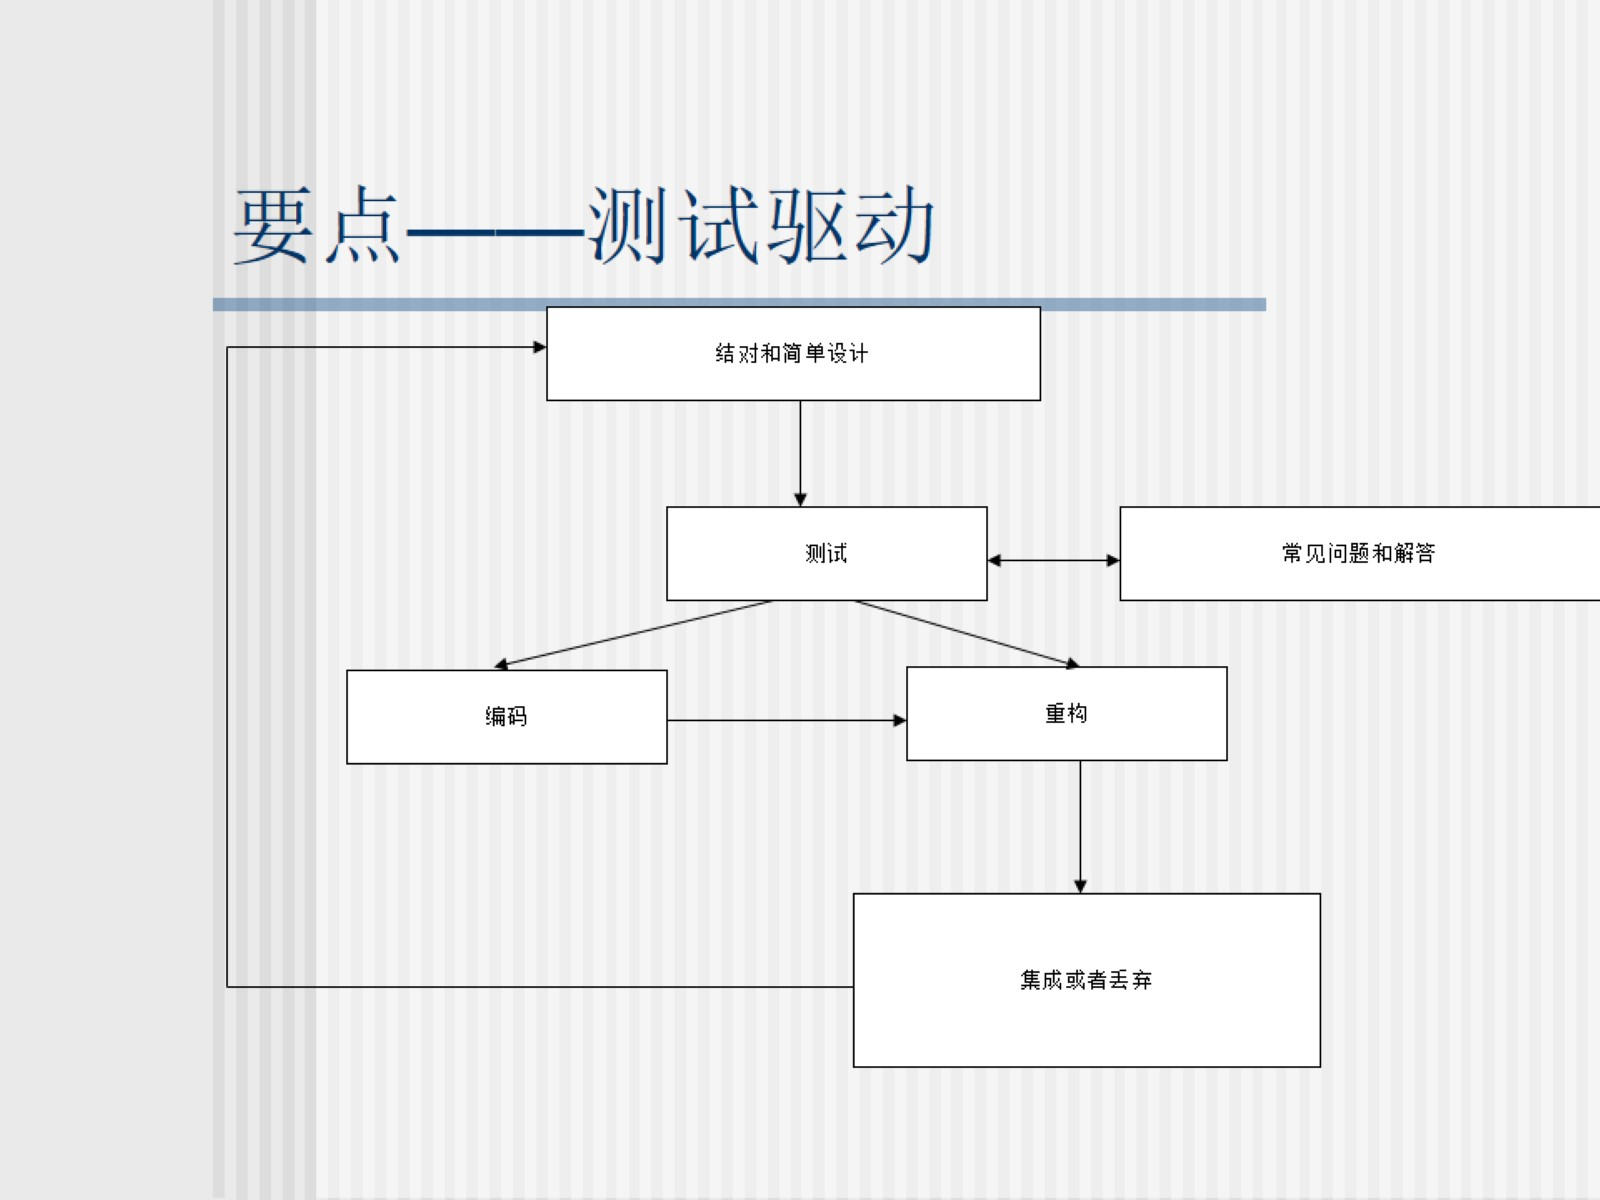 要点——测试驱动
结对和简单设计
测试
常见问题和解答
编码
重构
集成或者丢弃